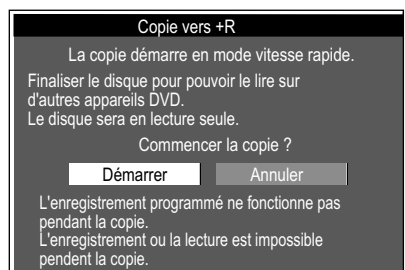 Copie vers +R
La copie démarre en mode vitesse rapide.
Finaliser le disque pour pouvoir le lire sur
d'autres appareils DVD.
Le disque sera en lecture seule.
Commencer la copie ?
Démarrer Annuler
L'enregistrement programmé ne fonctionne pas
pendant la copie.
L'enregistrement ou la lecture est impossible
pendent la copie.